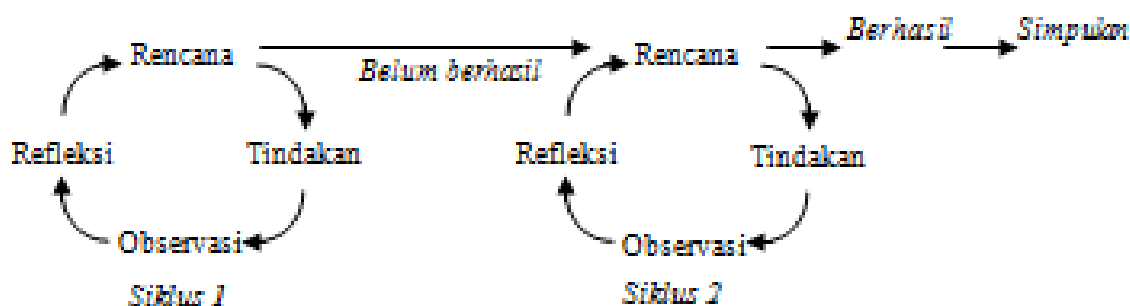 Rencana
Belum berhasil
Rencana
Berhasil
Simpulan
Refleksi
Tindakan
Refleksi
Tindakan
Observasi
Observasi
Siklus 1
Siklus 2